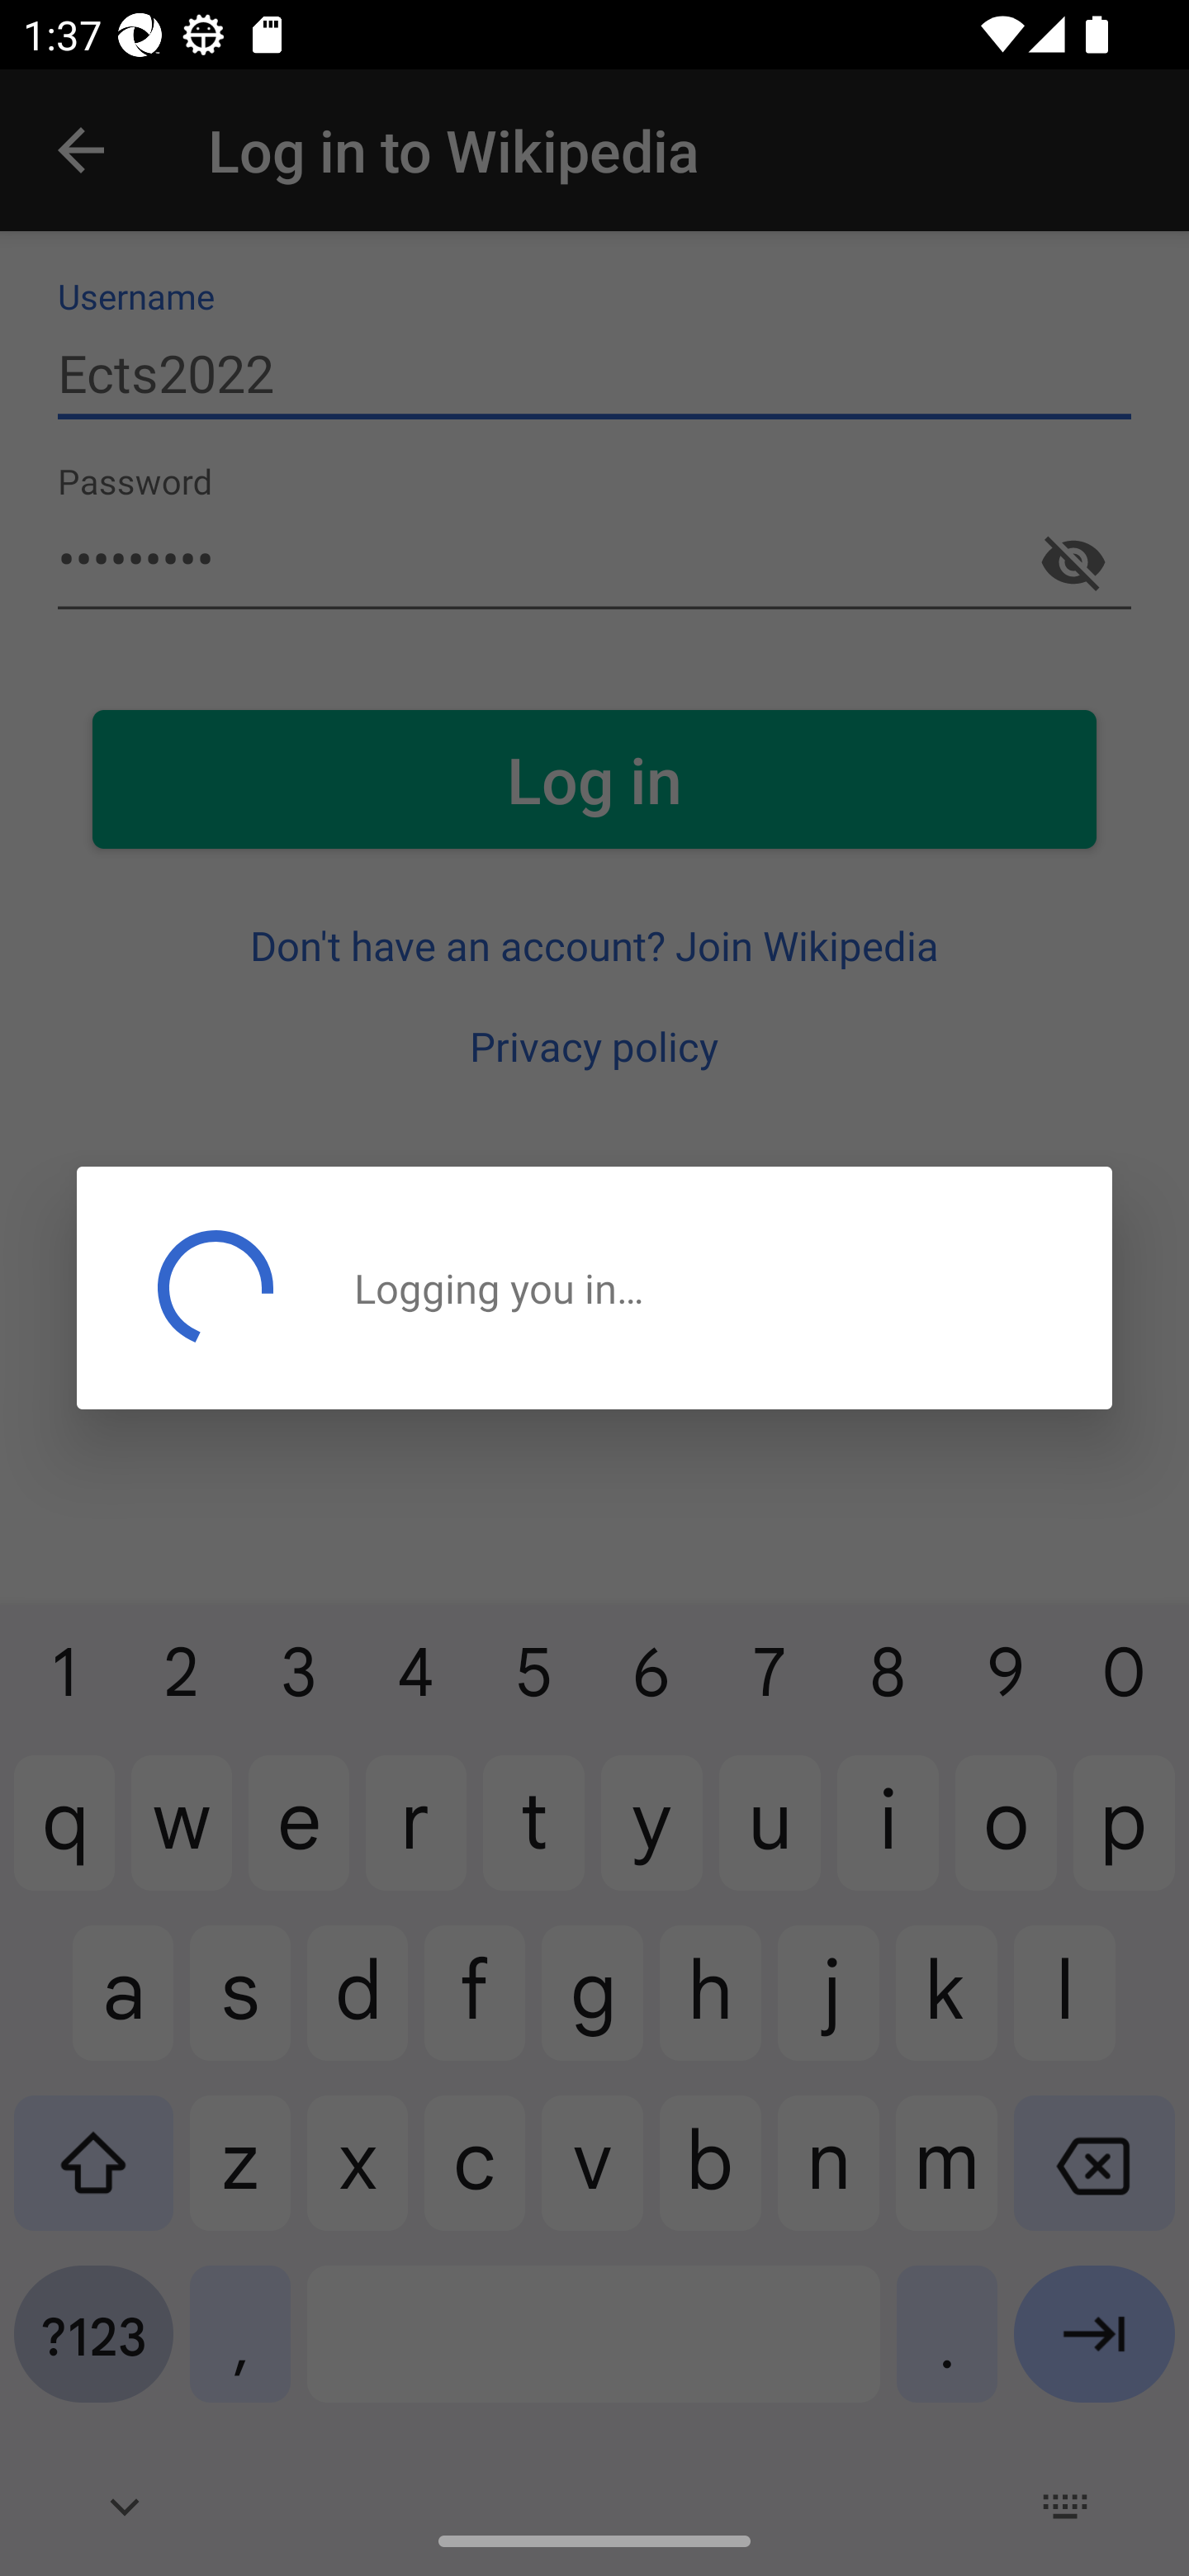 1:37
Log in to Wikipedia
Username
Ects2022
Password
•••••••••
Log in
Don't have an account? Join Wikipedia
Privacy policy
Logging you in…
1 2 3 4 5 6 7 8 9 0
q w e r t y u i o p
a s d f g h j k l
z x c v b n m
?123 , .